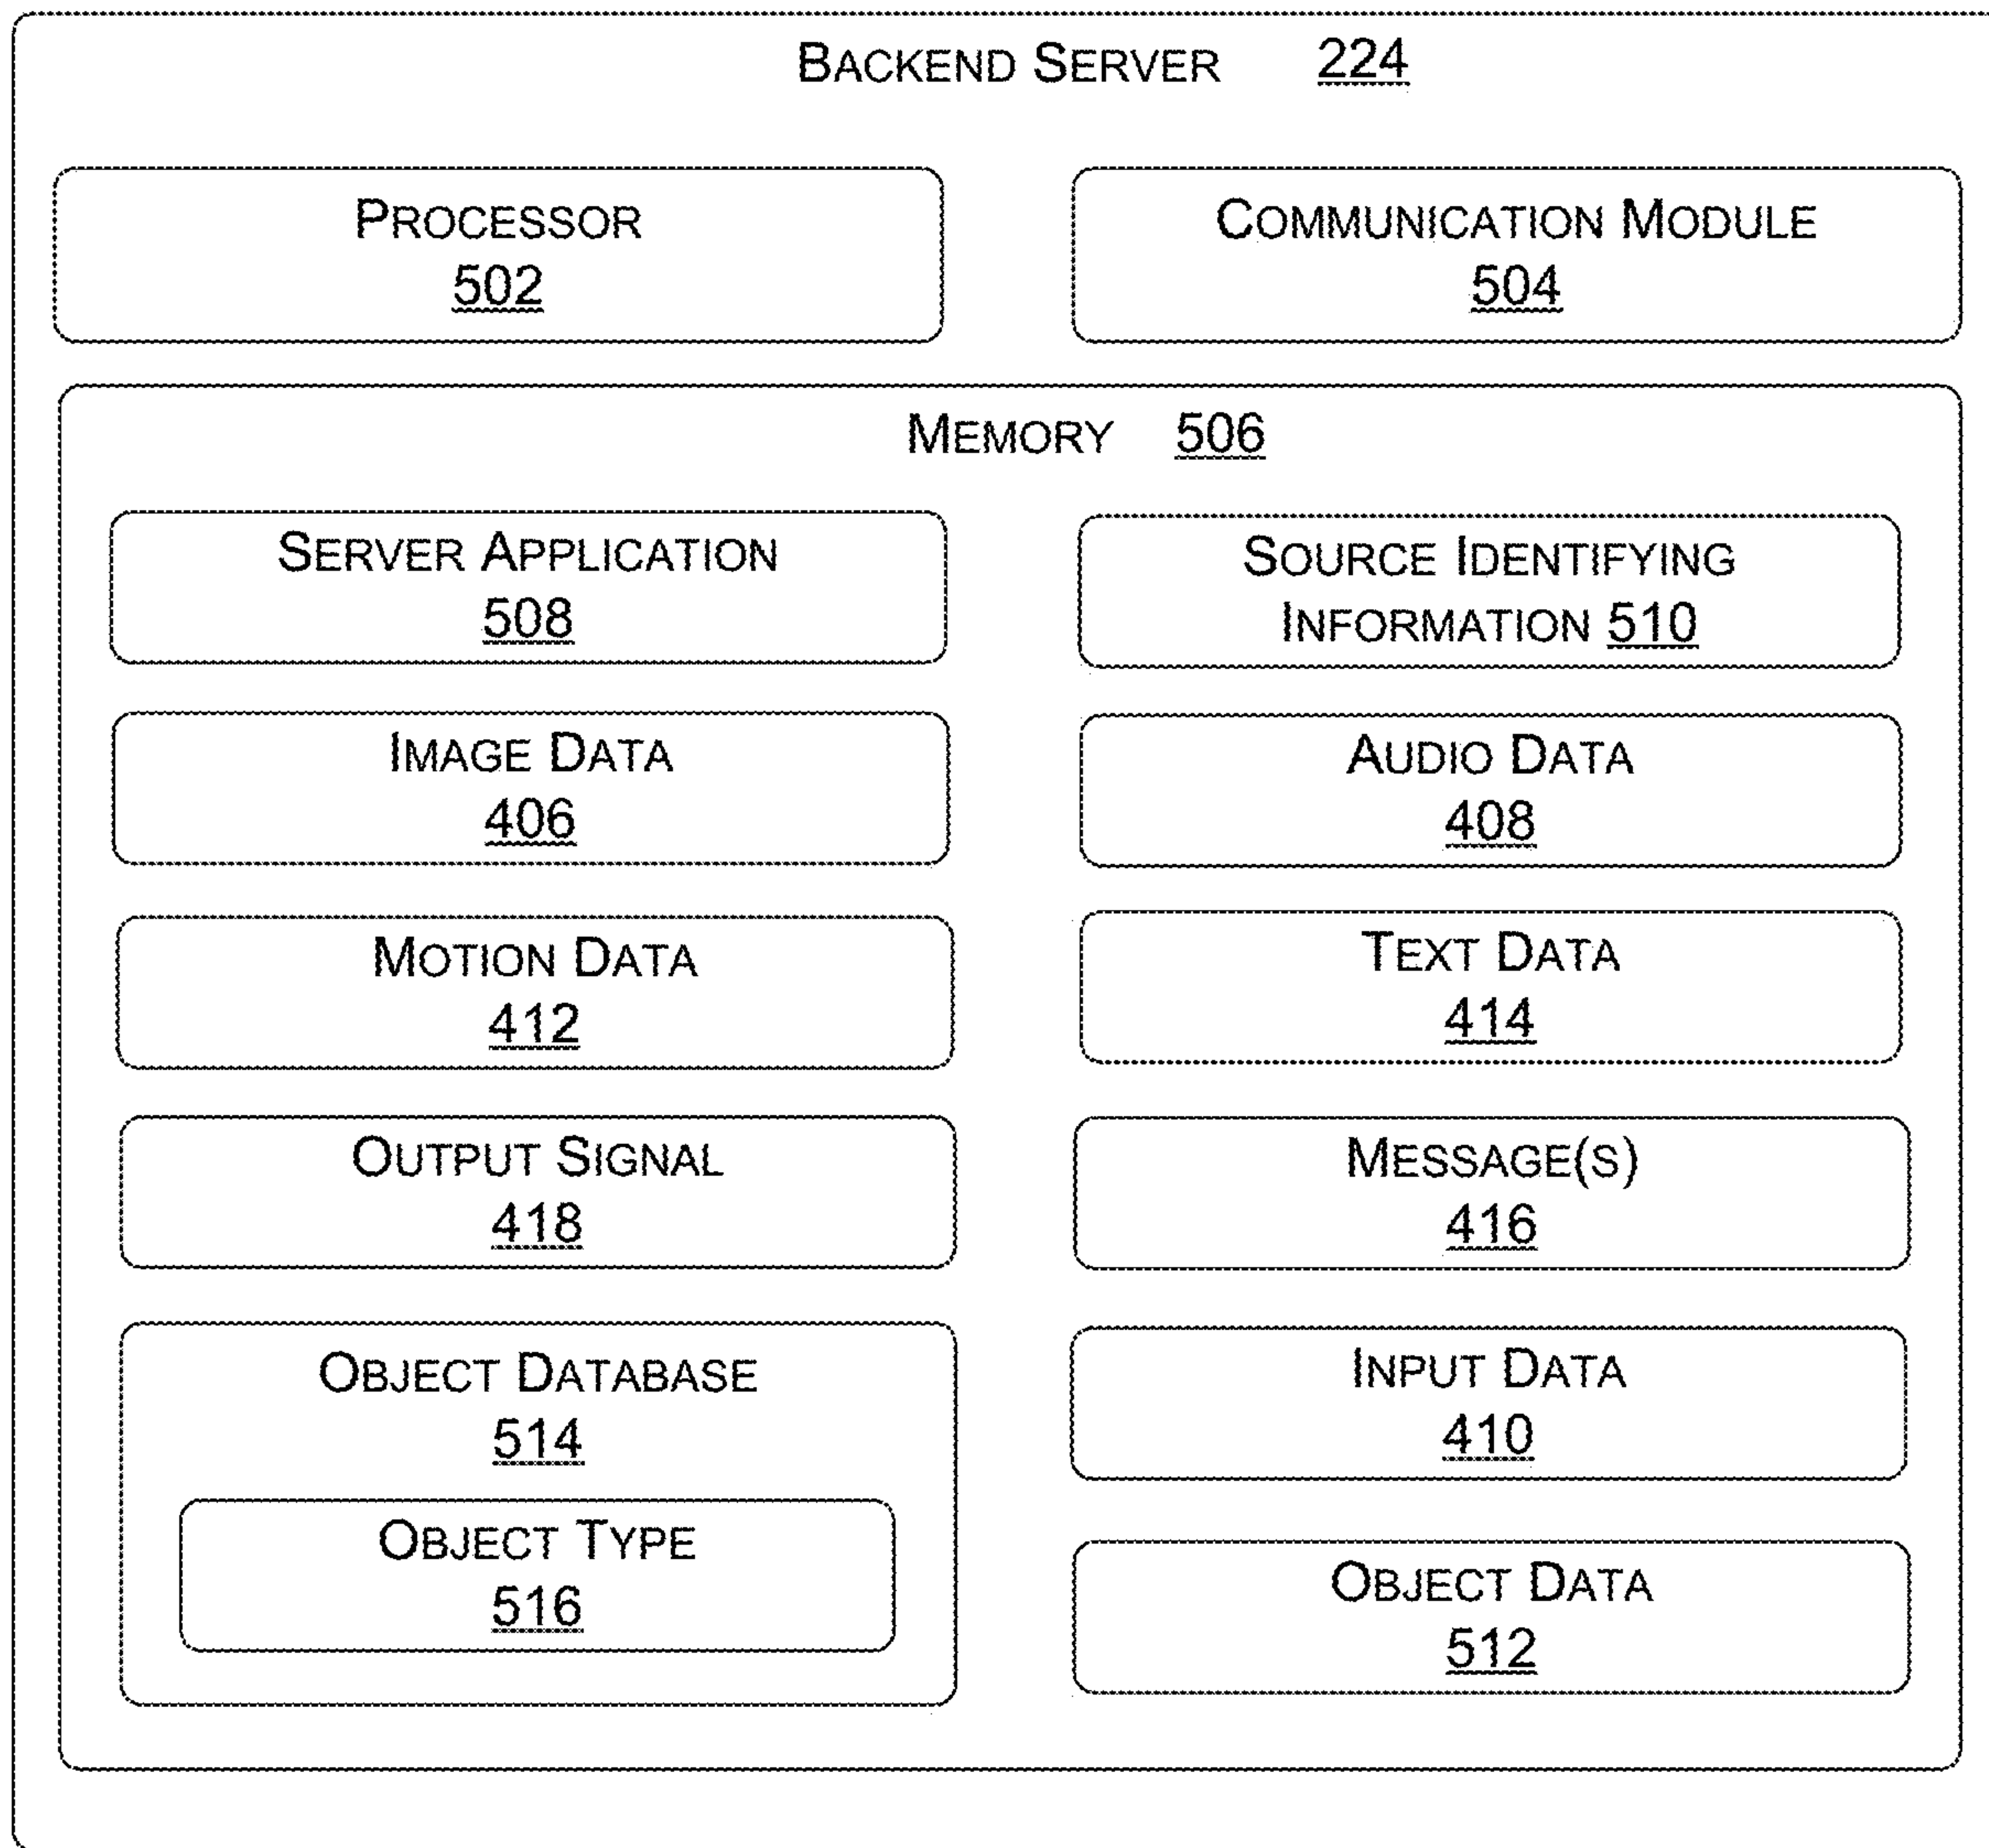 BACKEND SERVER 224
PROCESSOR
502
COMMUNICATION MODULE
504
MEMORY 506
SERVER APPLICATION
508
SOURCE IDENTIFYING
INFORMATION 510
IMAGE DATA
406
AUDIO DATA
408
MOTION DATA
412
TEXT DATA
414
OUTPUT SIGNAL
418
MESSAGE(S)
416
OBJECT DATABASE
514
OBJECT TYPE
516
INPUT DATA
410
OBJECT DATA
512